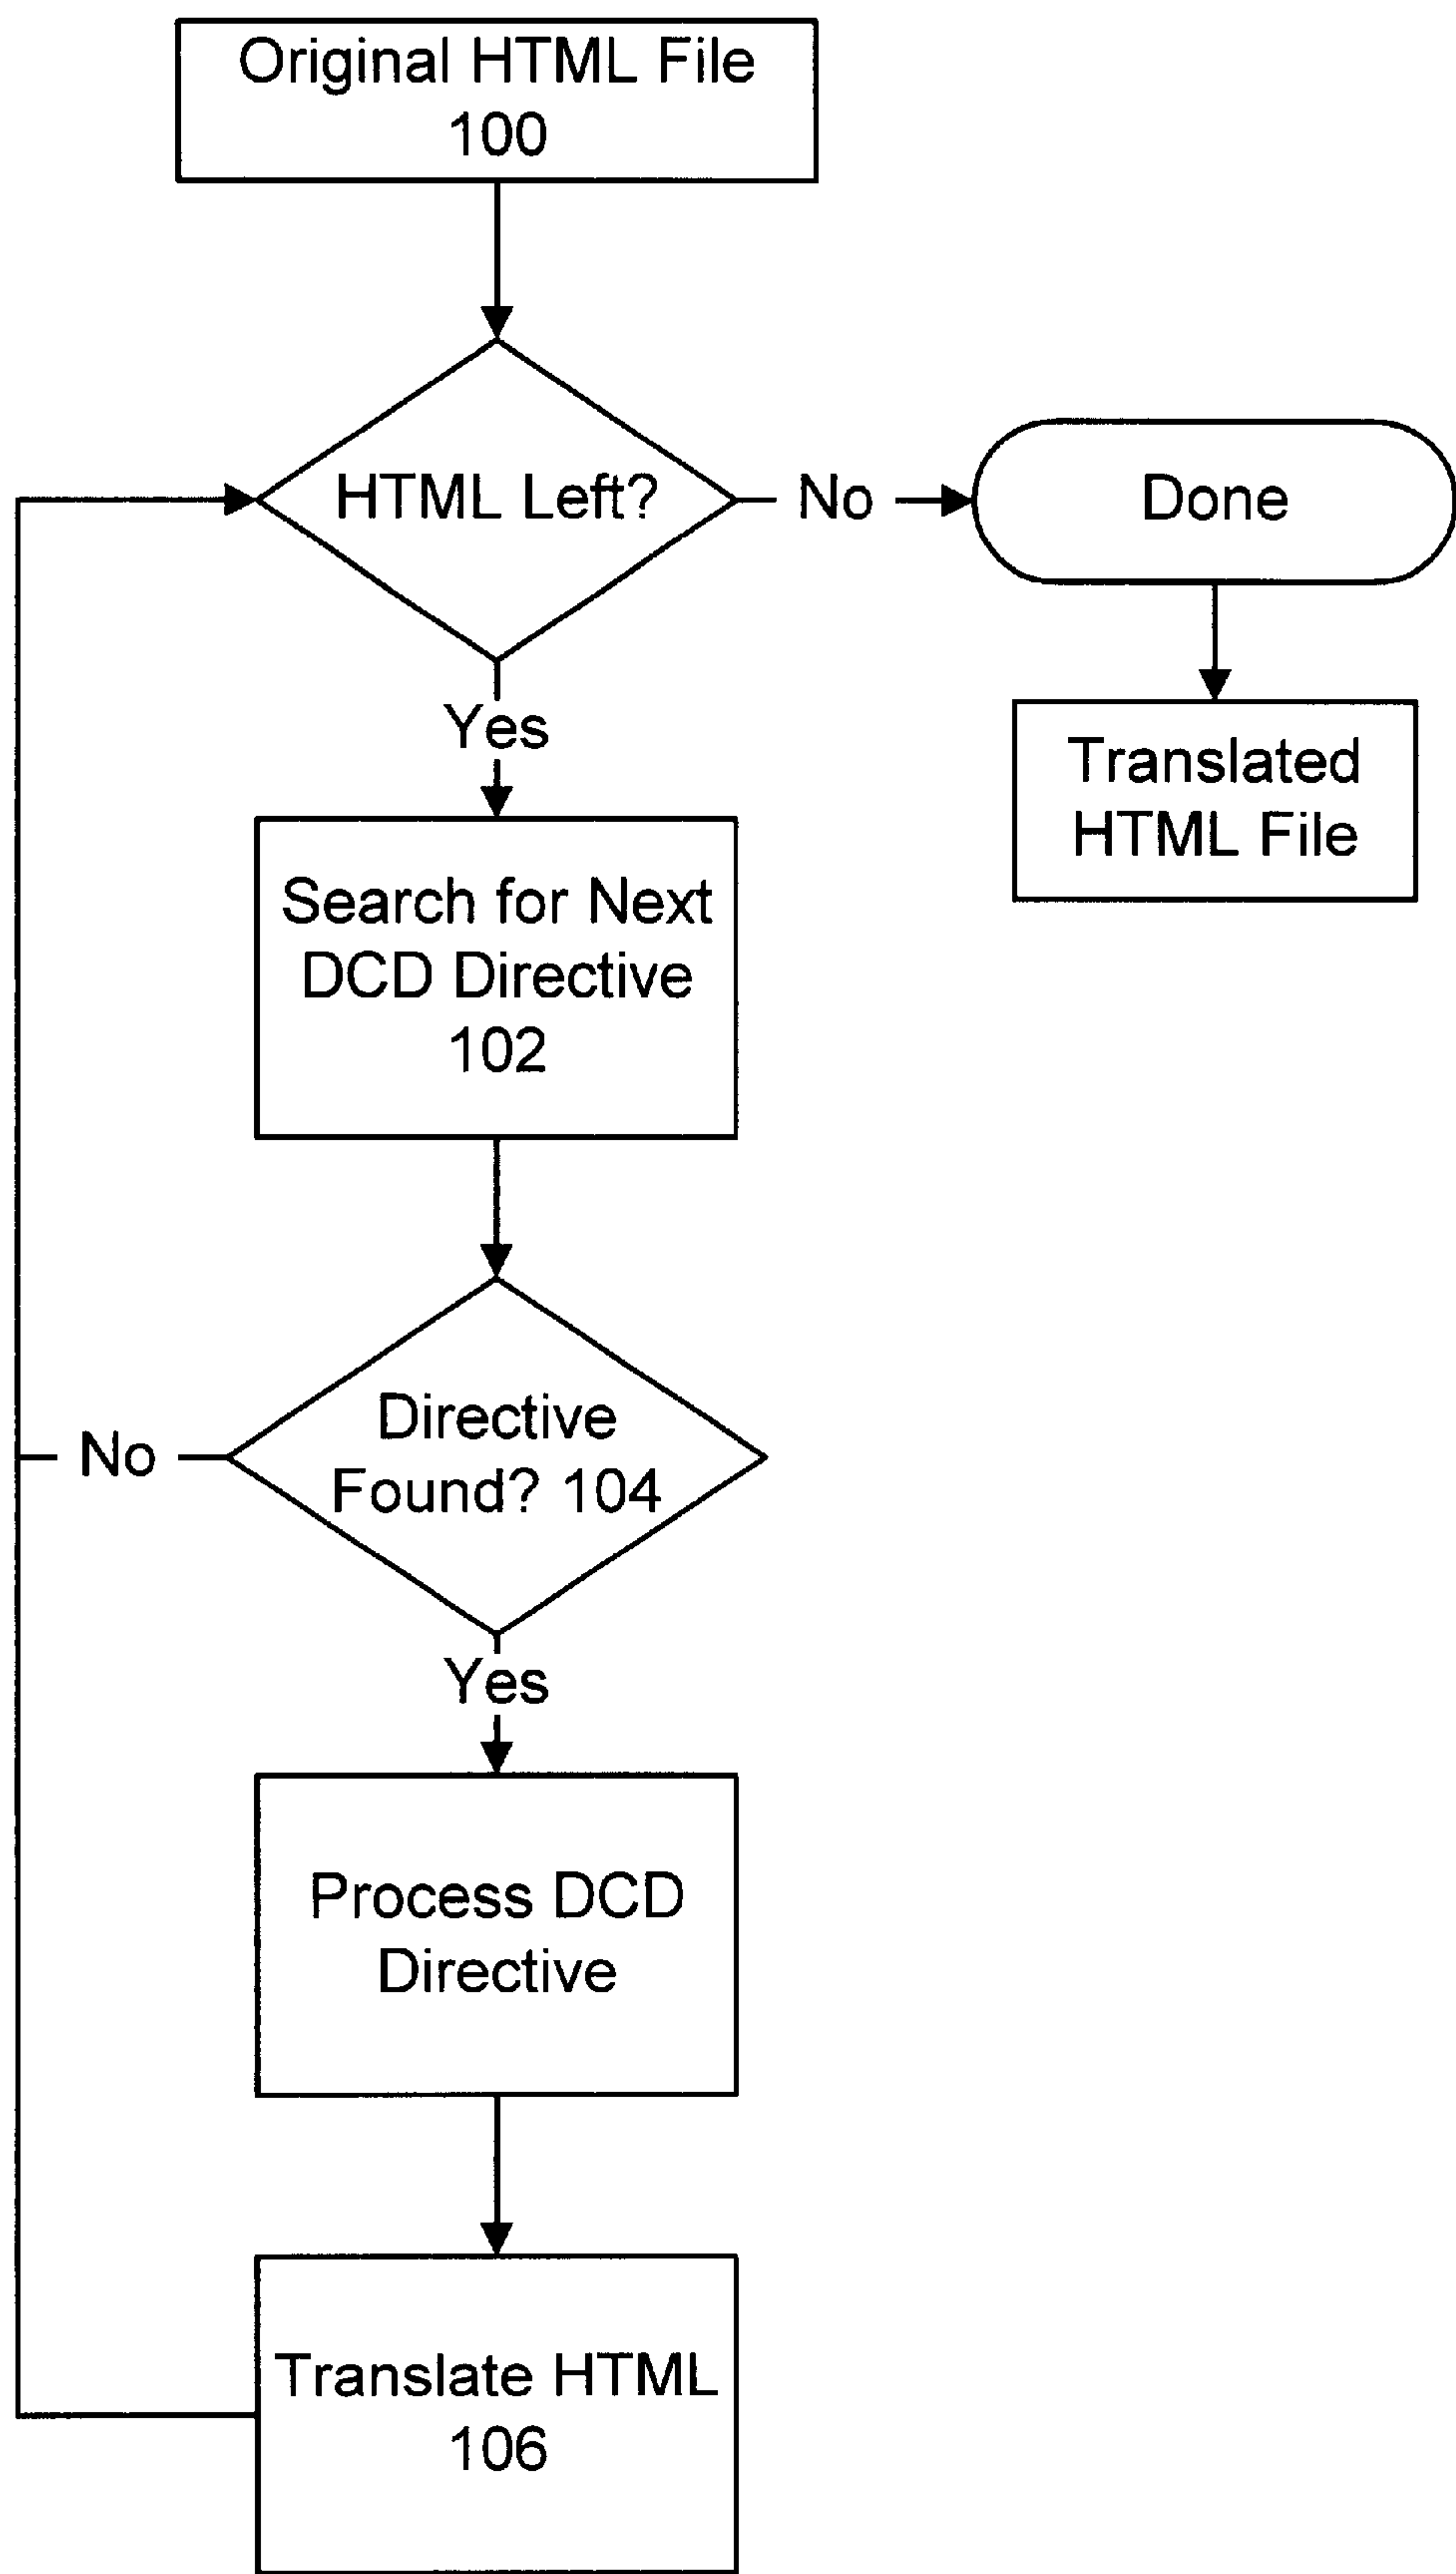 Original HTML File
100
HTML Left?
No
Done
Yes
Translated
HTML File
Search for Next
DCD Directive
102
Directive
Found? 104
No
Yes
Process DCD
Directive
Translate HTML
106